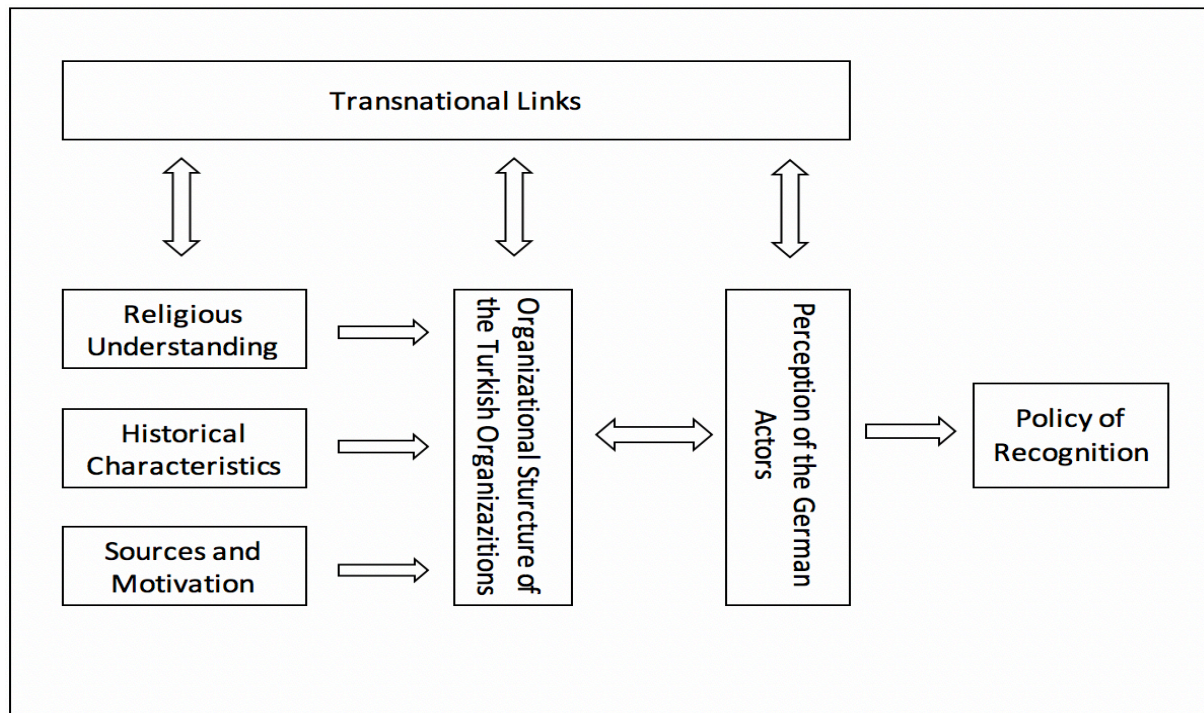 Transnational Links
Religious
Understanding
Historical
Characteristics
Sources and
Motivation
Organizational Sturcture of
the Turkish Organizazitions
Perception of the German
Actors
Policy of
Recognition